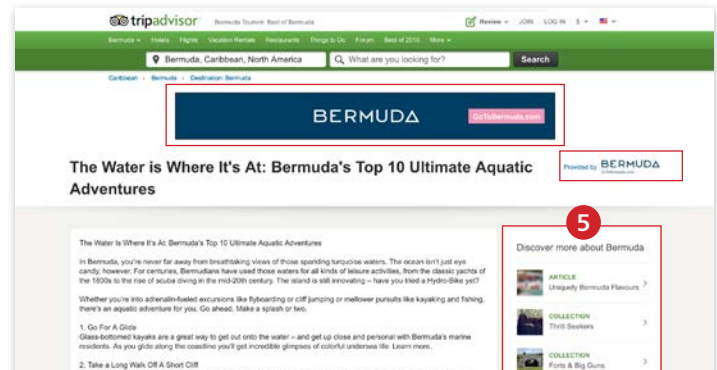 tripadvisor Bermuda Tourism: Best of Bermuda Review JOIN LOG IN $
Bermuda Hotels Flights Vacation Rentals Restaurants Things to Do Forum Best of 2018 More
Bermuda, Caribbean, North America What are you looking for? Search
Caribbean › Bermuda › Destination Bermuda
BERMUDA GoToBermuda.com
The Water is Where It's At: Bermuda's Top 10 Ultimate Aquatic
Adventures
Provided by BERMUDA
5
Discover more about Bermuda
The Water Is Where It's At: Bermuda's Top 10 Ultimate Aquatic Adventures
In Bermuda, you're never far away from breathtaking views of those sparkling turquoise waters. The ocean isn't just eye
candy, however. For centuries, Bermudians have used those waters for all kinds of leisure activities, from the classic yachts of
the 1800s to the rise of scuba diving in the mid-20th century. The island is still innovating – have you tried a Hydro-Bike yet?
Whether you're into adrenalin-fueled excursions like flyboarding or cliff jumping or mellower pursuits like kayaking and fishing,
there's an aquatic adventure for you. Go ahead. Make a splash or two.
1. Go For A Glide
Glass-bottomed kayaks are a great way to get out onto the water – and get up close and personal with Bermuda's marine
residents. As you glide along the coastline you'll get incredible glimpses of colorful undersea life. Learn more.
2. Take a Long Walk Off A Short Cliff
ARTICLE
Uniquely Bermuda Flavours
COLLECTION
Thrill Seekers
COLLECTION
Forts & Big Guns